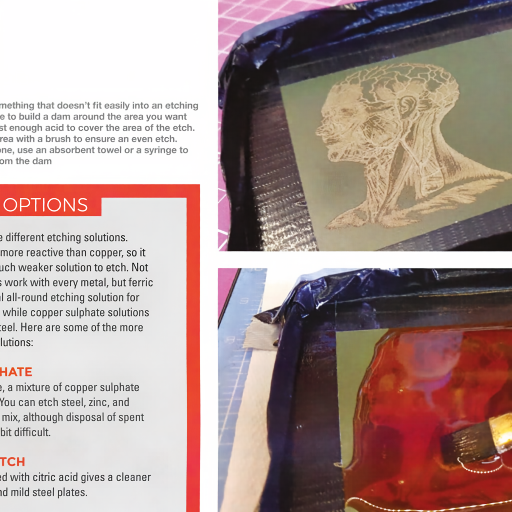 mething that doesn't fit easily into an etching
e to build a dam around the area you want
st enough acid to cover the area of the etch.
rea with a brush to ensure an even etch.
one, use an absorbent towel or a syringe to
om the dam
OPTIONS
e different etching solutions.
more reactive than copper, so it
uch weaker solution to etch. Not
s work with every metal, but ferric
l all-round etching solution for
while copper sulphate solutions
teel. Here are some of the more
lutions:
HATE
e, a mixture of copper sulphate
You can etch steel, zinc, and
mix, although disposal of spent
bit difficult.
TCH
ed with citric acid gives a cleaner
nd mild steel plates.